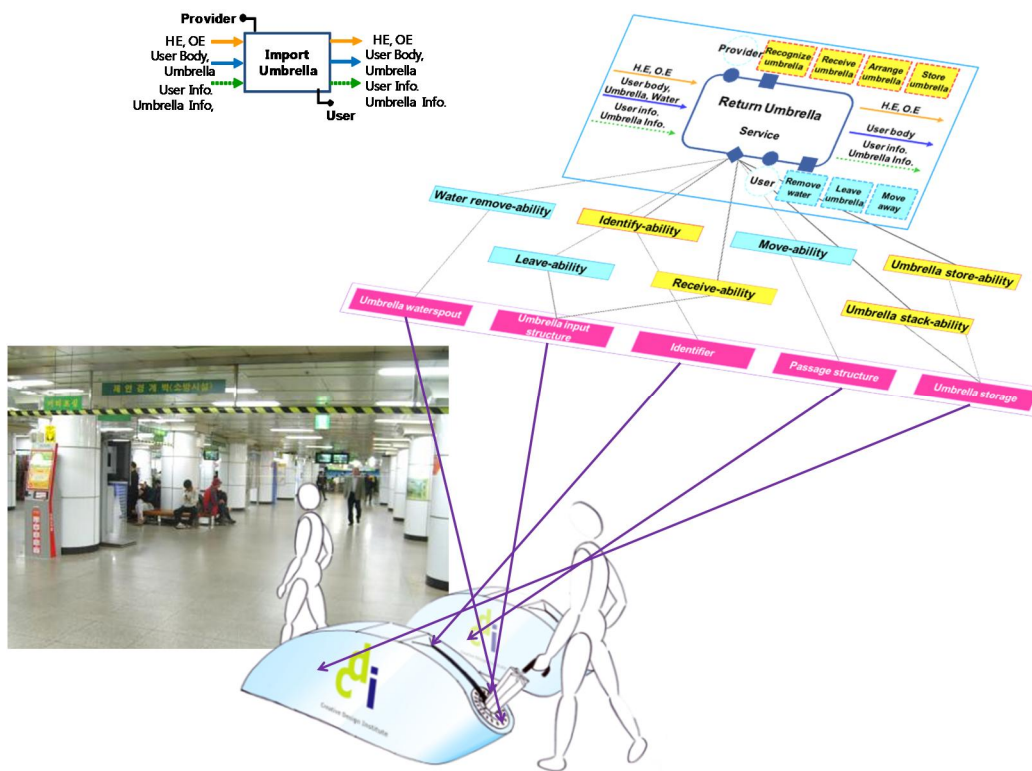 Provider
HE, OE
User Body,
Umbrella
User Info.
Umbrella Info,
Import
Umbrella
HE, OE
User Body,
Umbrella
User Info.
Umbrella Info.
User
Provider
Recognize
umbrella
Receive
umbrella
Arrange
umbrella
Store
umbrella
H.E, O.E
User body,
Umbrella, Water
User info.
Umbrella Info.
Return Umbrella
Service
H.E, O.E
User body
User info.
Umbrella Info.
User
Remove
water
Leave
umbrella
Move
away
Water remove-ability
Identify-ability
Move-ability
Leave-ability
Umbrella store-ability
Receive-ability
Umbrella stack-ability
Umbrella waterspout
Umbrella input
structure
Identifier
Passage structure
Umbrella storage
cdi
Creative Design Institute
cdi